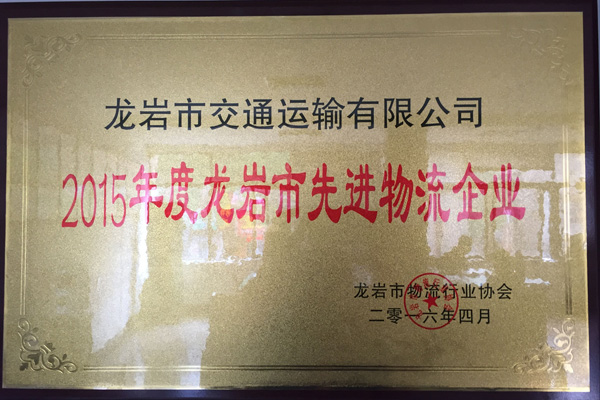 龙岩市交通运输有限公司
2015年度龙岩市先进物流企业
龙岩市物流行业协会
二零一六年四月